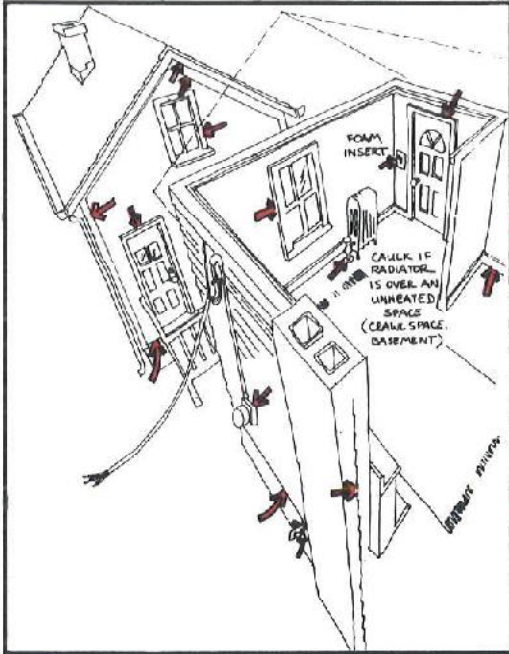 FOAM
INSERT
CAULK IF
RADIATOR
IS OVER AN
UNHEATED
SPACE
(CRAWL SPACE,
BASEMENT)